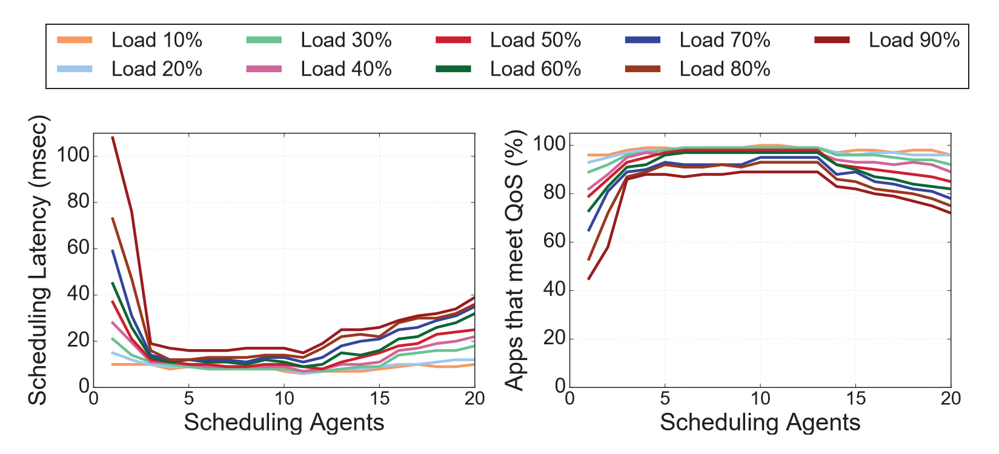 Load 10% Load 30% Load 50% Load 70% Load 90%
Load 20% Load 40% Load 60% Load 80%
Scheduling Latency (msec)
100
80
60
40
20
0
0 5 10 15 20
Scheduling Agents
Apps that meet QoS (%)
100
80
60
40
20
0
0 5 10 15 20
Scheduling Agents